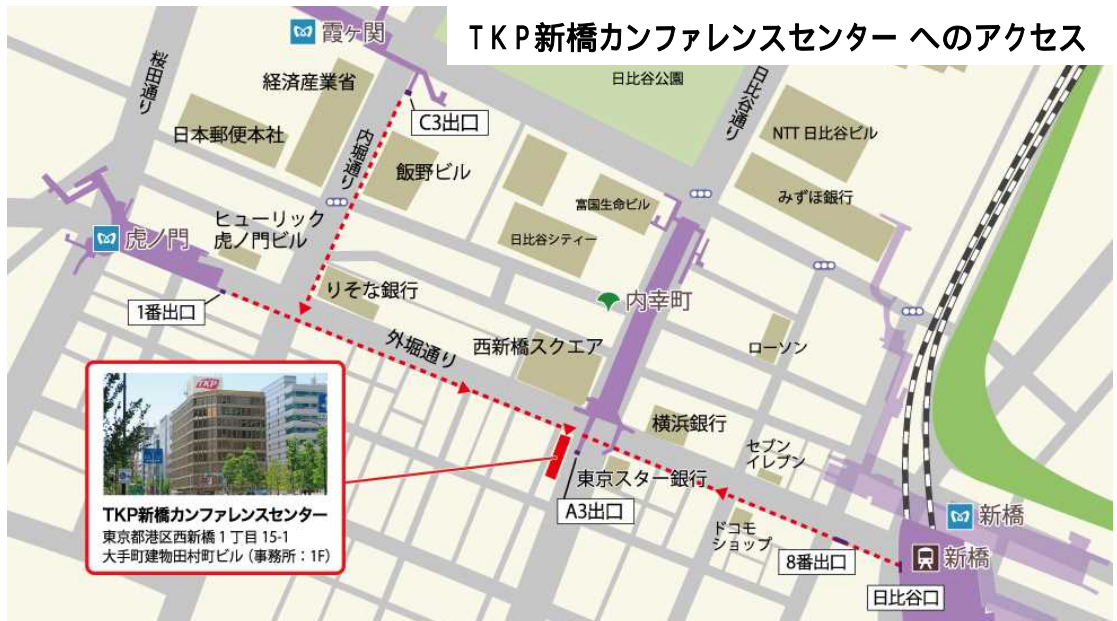 TKP新橋カンファレンスセンター へのアクセス
霞ヶ関
桜田通り
経済産業省
日比谷公園
日比谷通り
C3出口
日本郵便本社
内堀通り
NTT 日比谷ビル
飯野ビル
みずほ銀行
富国生命ビル
ヒューリック
虎ノ門ビル
虎ノ門
日比谷シティー
りそな銀行
内幸町
1番出口
外堀通り
西新橋スクエア
ローソン
TKP
横浜銀行
セブン
イレブン
東京スター銀行
A3出口
TKP新橋カンファレンスセンター
東京都港区西新橋1丁目 15-1
大手町建物田村町ビル (事務所:1F)
ドコモ
ショップ
新橋
新橋
8番出口
日比谷口